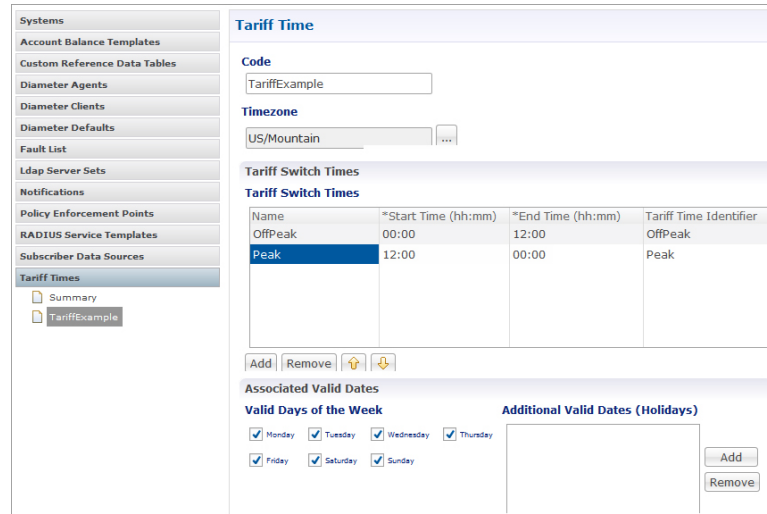 Systems
Account Balance Templates
Custom Reference Data Tables
Diameter Agents
Diameter Clients
Diameter Defaults
Fault List
Ldap Server Sets
Notifications
Policy Enforcement Points
RADIUS Service Templates
Subscriber Data Sources
Tariff Times
Summary
TariffExample
Tariff Time
Code
TariffExample
Timezone
US/Mountain ...
Tariff Switch Times
Tariff Switch Times
Name *Start Time (hh:mm) *End Time (hh:mm) Tariff Time Identifier
OffPeak 00:00 12:00 OffPeak
Peak 12:00 00:00 Peak
Add Remove
Associated Valid Dates
Valid Days of the Week Additional Valid Dates (Holidays)
Monday Tuesday Wednesday Thursday
Friday Saturday Sunday
Add
Remove